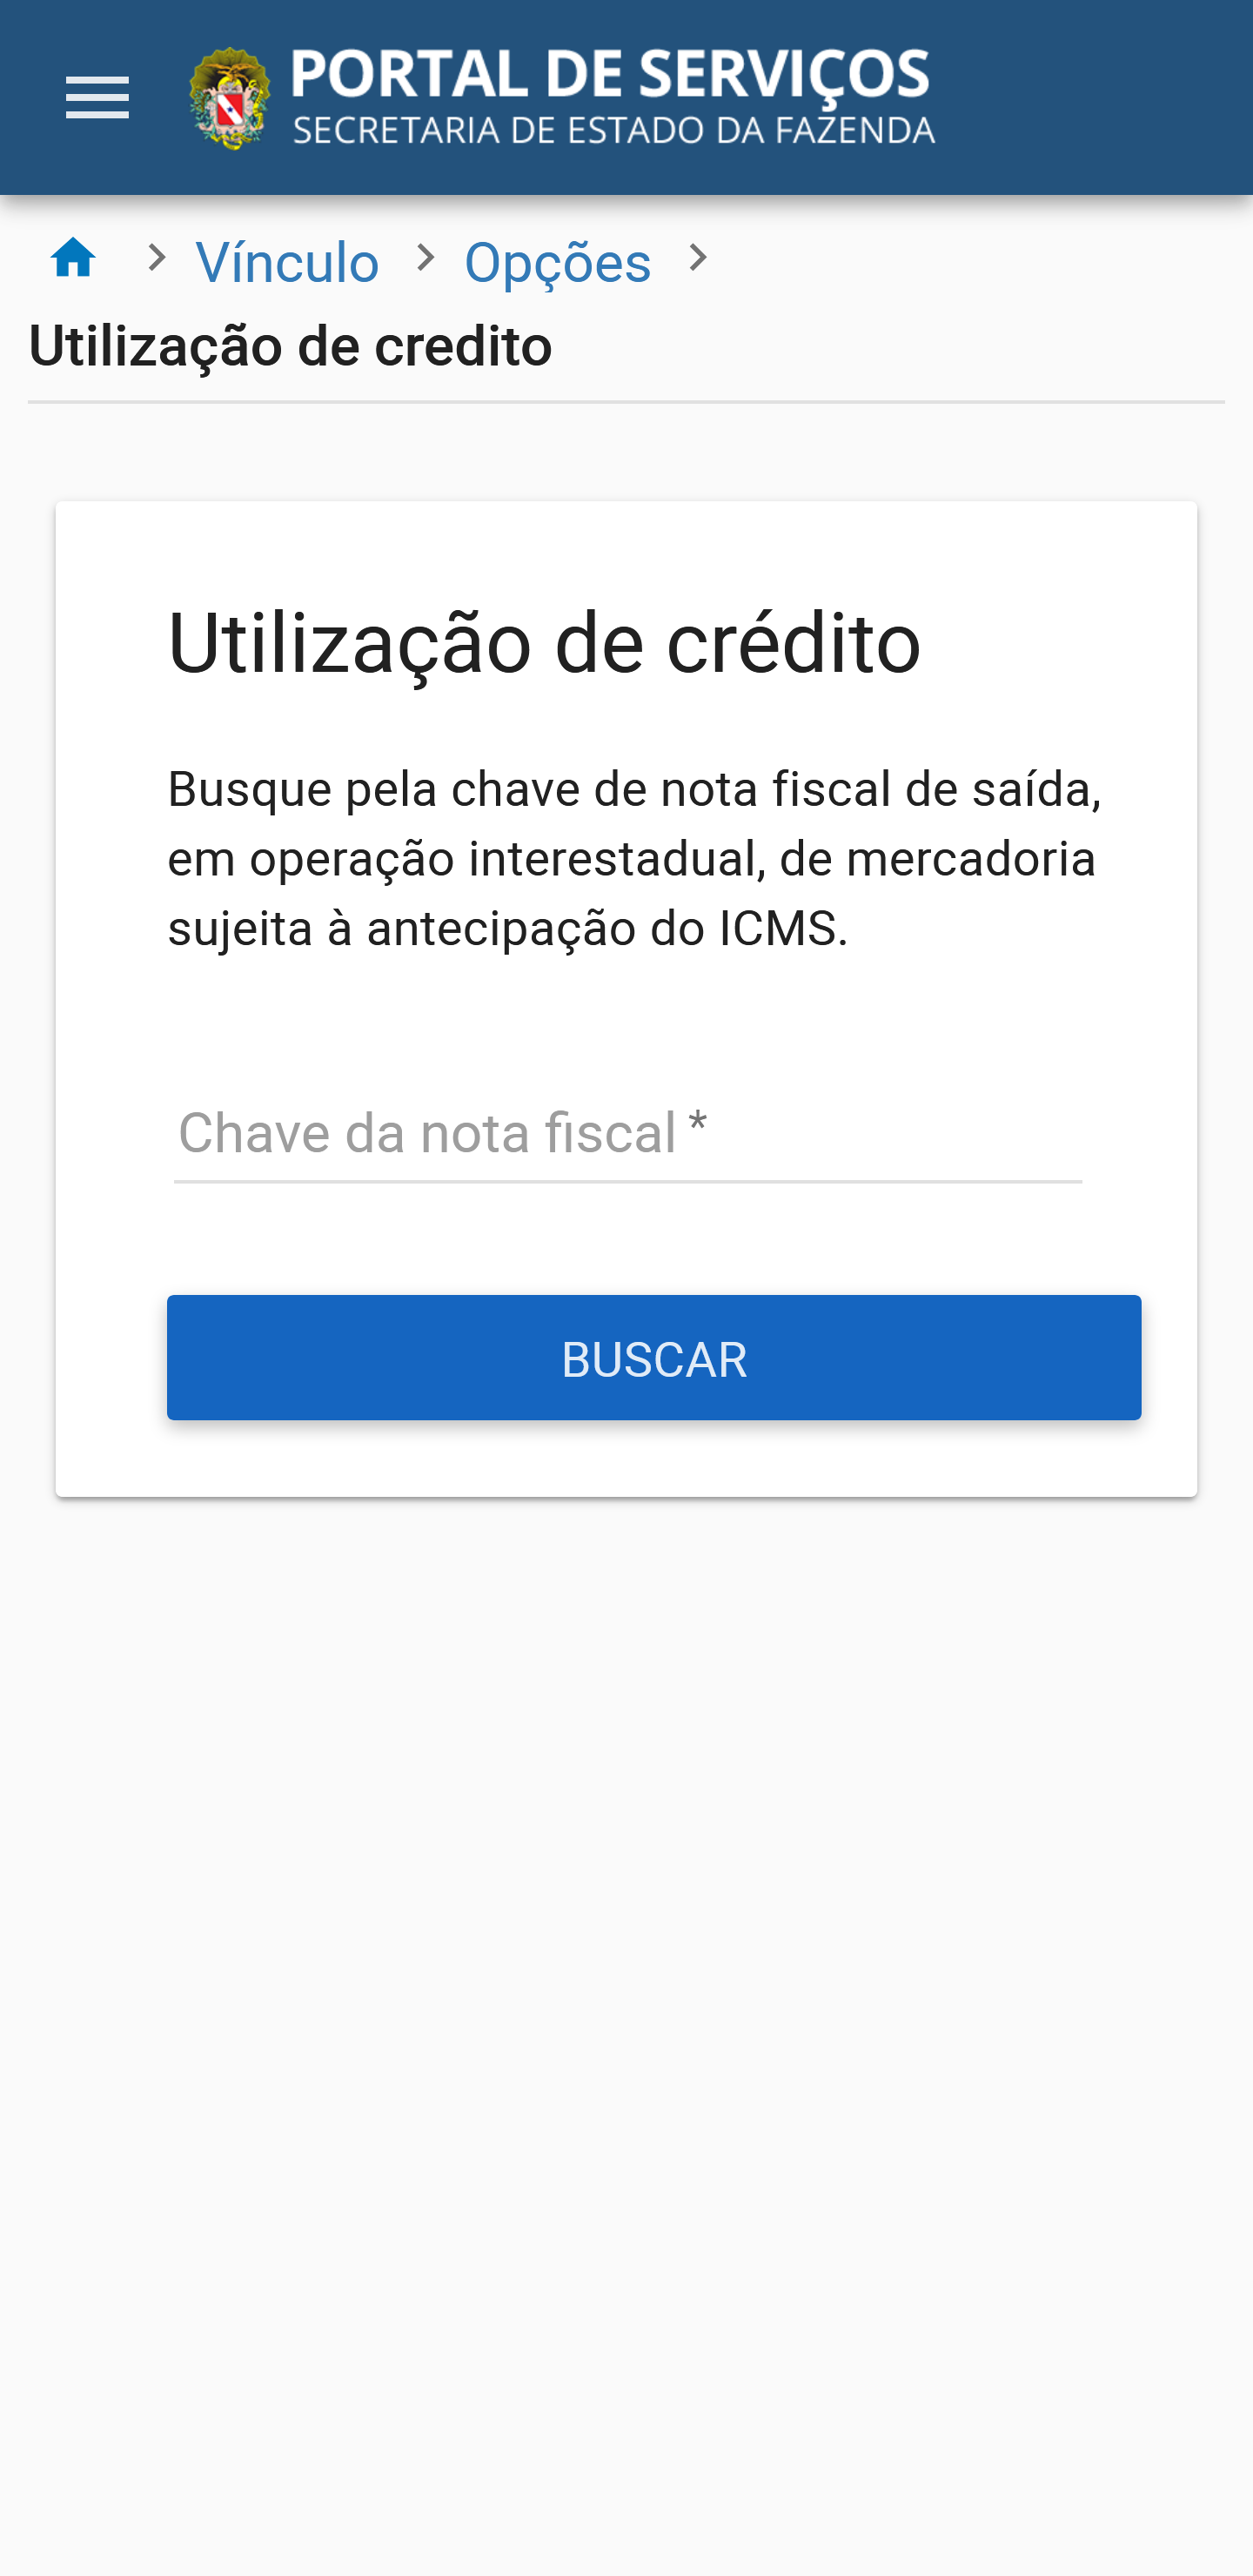 PORTAL DE SERVIÇOS
SECRETARIA DE ESTADO DA FAZENDA
Vínculo > Opções >
Utilização de credito
Utilização de crédito
Busque pela chave de nota fiscal de saída,
em operação interestadual, de mercadoria
sujeita à antecipação do ICMS.
Chave da nota fiscal *
BUSCAR